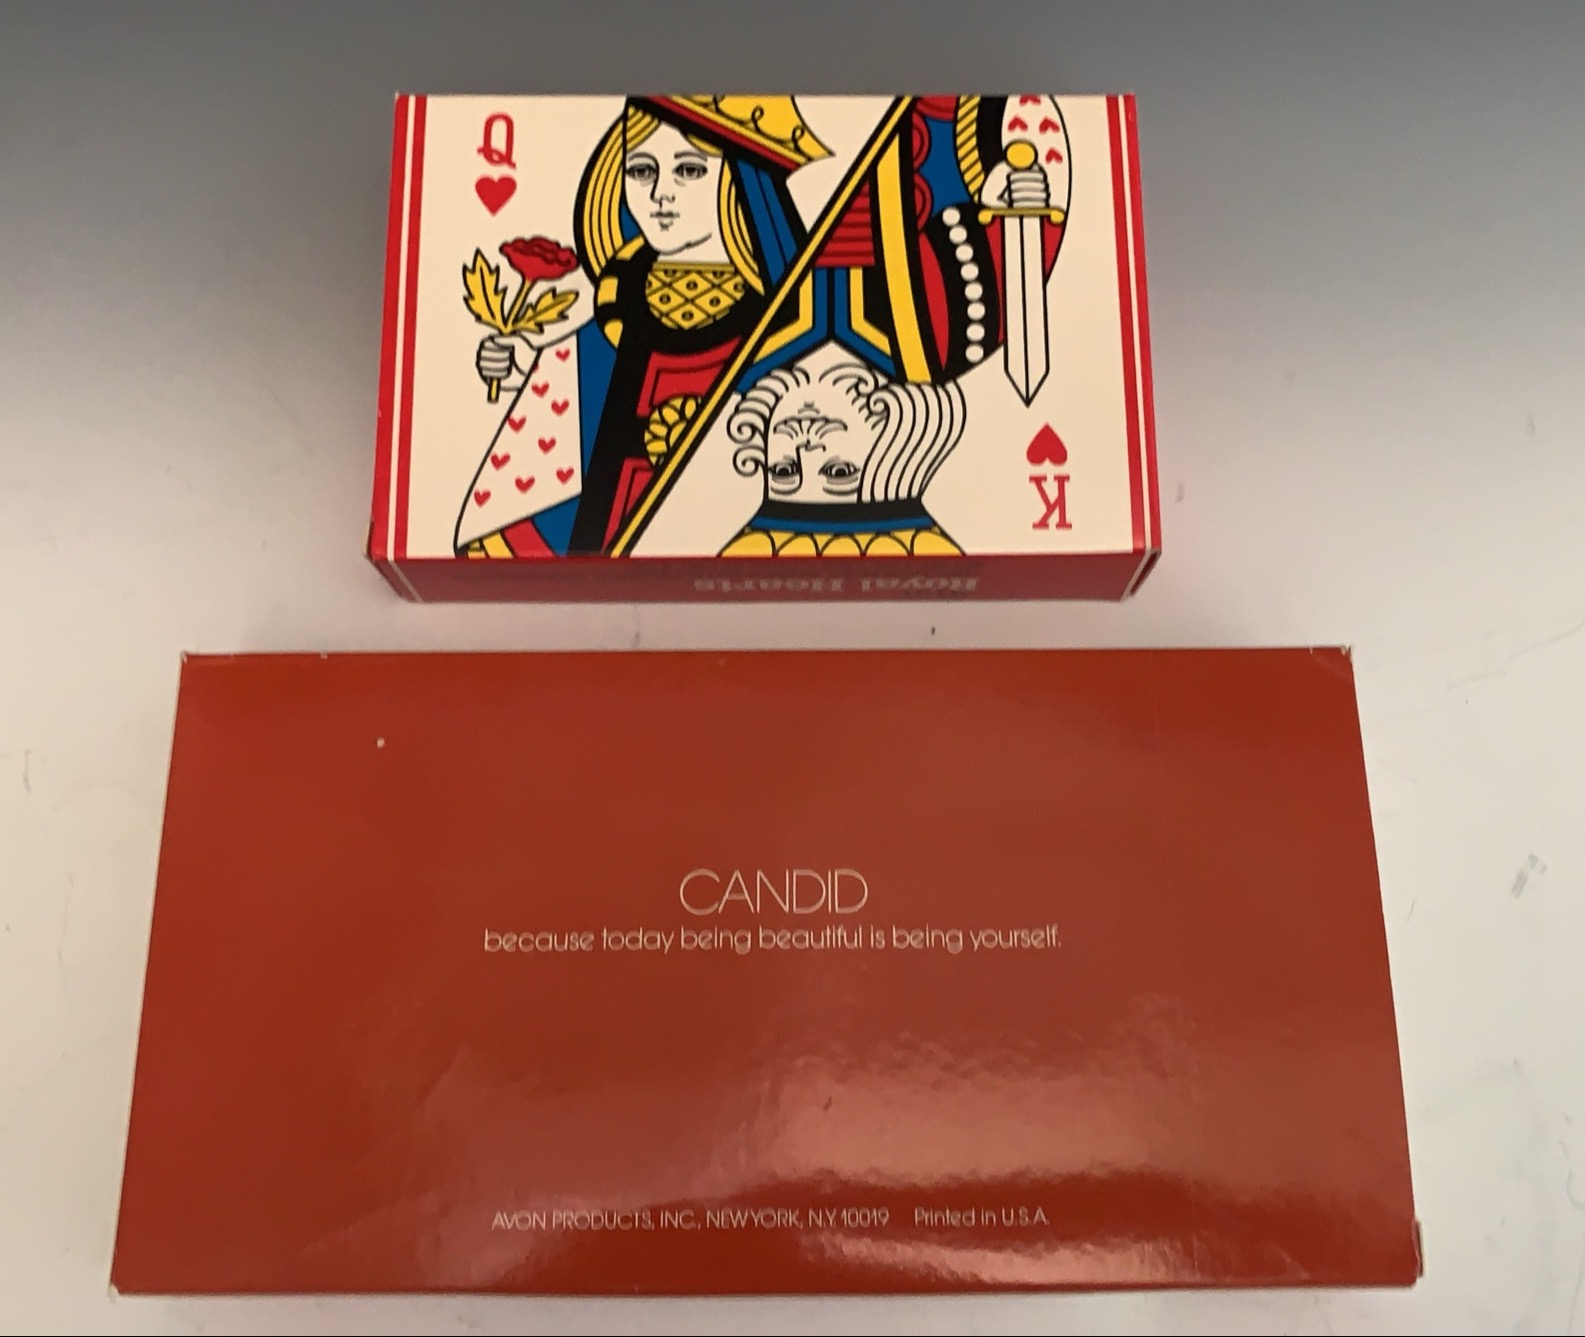 Q
K
Royal Hearts
CANDID
because today being beautiful is being yourself.
AVON PRODUCTS, INC., NEW YORK, N.Y. 10019 Printed in U.S.A.